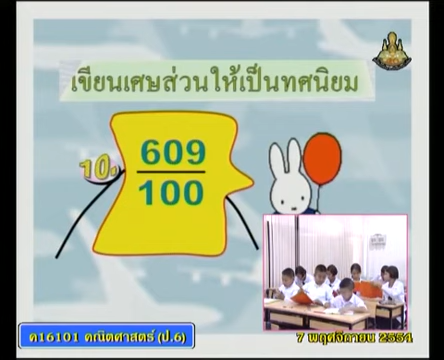 เขียนเศษส่วนให้เป็นทศนิยม
10.
609
100
ค16101 คณิตศาสตร์ (ป.6)
7 พฤศจิกายน 2554